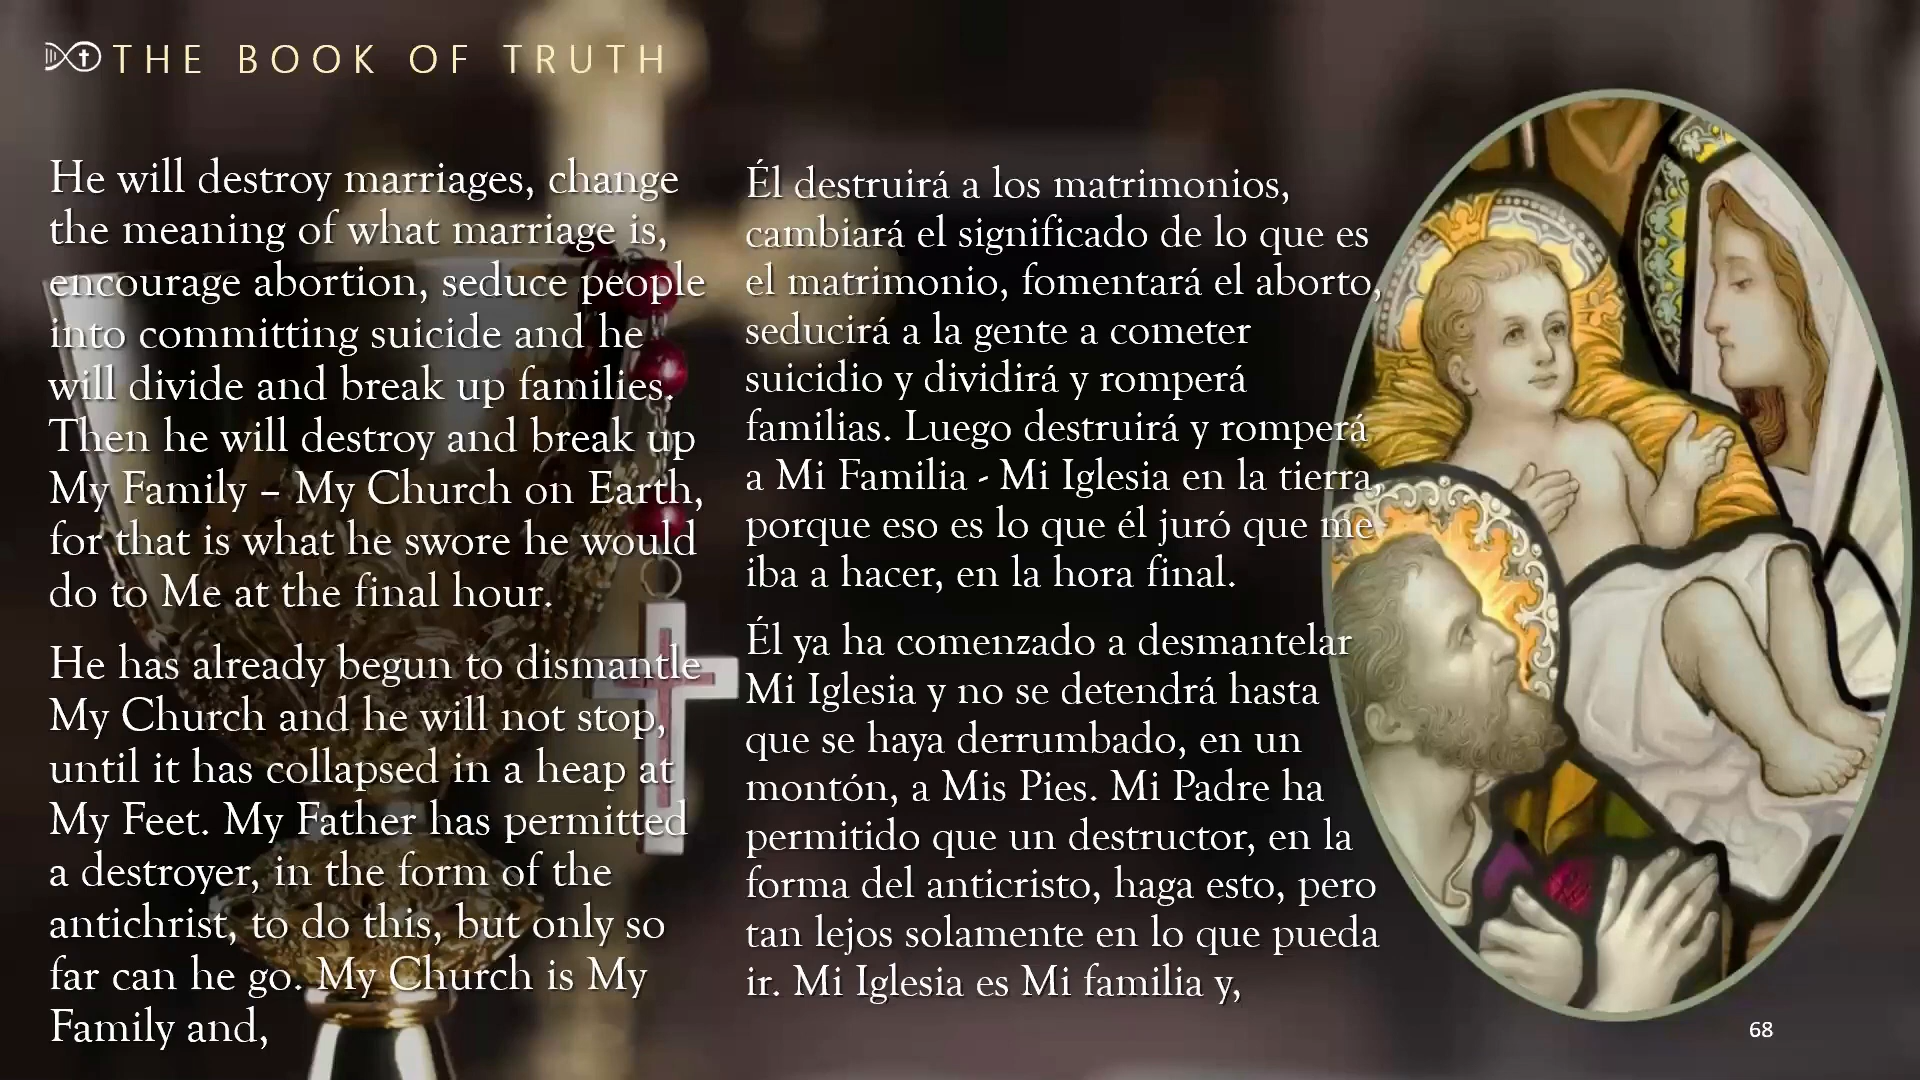 THE BOOK OF TRUTH
He will destroy marriages, change
the meaning of what marriage is,
encourage abortion, seduce people
into committing suicide and he
will divide and break up families.
Then he will destroy and break up
My Family – My Church on Earth,
for that is what he swore he would
do to Me at the final hour.
He has already begun to dismantle
My Church and he will not stop,
until it has collapsed in a heap at
My Feet. My Father has permitted
a destroyer, in the form of the
antichrist, to do this, but only so
far can he go. My Church is My
Family and,
Él destruirá a los matrimonios,
cambiará el significado de lo que es
el matrimonio, fomentará el aborto,
seducirá a la gente a cometer
suicidio y dividirá y romperá
familias. Luego destruirá y romperá
a Mi Familia - Mi Iglesia en la tierra,
porque eso es lo que él juró que me
iba a hacer, en la hora final.
Él ya ha comenzado a desmantelar
Mi Iglesia y no se detendrá hasta
que se haya derrumbado, en un
montón, a Mis Pies. Mi Padre ha
permitido que un destructor, en la
forma del anticristo, haga esto, pero
tan lejos solamente en lo que pueda
ir. Mi Iglesia es Mi familia y,
68